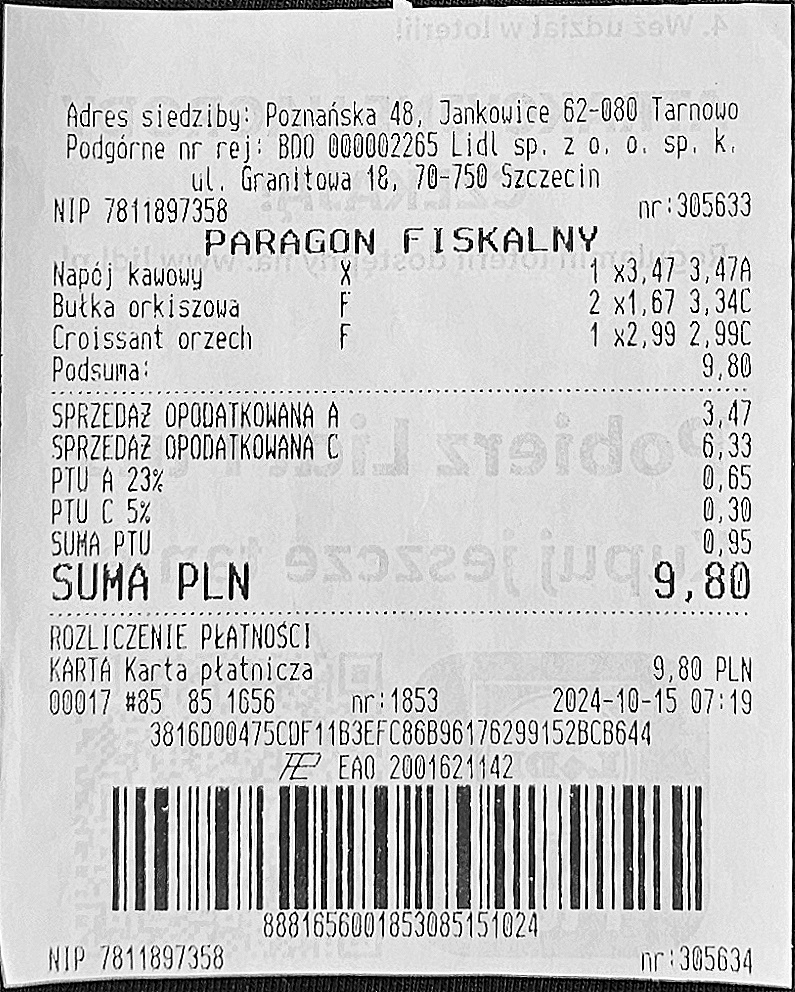 Adres siedziby: Poznańska 48, Jankowice 62-080 Tarnowo
Podgórne nr rej: BDO 000002265 Lidl sp. z o. o. sp. k.
ul. Granitowa 18, 70-750 Szczecin
NIP 7811897358 nr:305633
PARAGON FISKALNY
Napój kawowy X 1 x3,47 3,47A
Bułka orkiszowa F 2 x1,67 3,34C
Croissant orzech F 1 x2,99 2,99C
Podsuma: 9,80
SPRZEDAŻ OPODATKOWANA A 3,47
SPRZEDAŻ OPODATKOWANA C 6,33
PTU A 23% 0,65
PTU C 5% 0,30
SUMA PTU 0,95
SUMA PLN 9,80
ROZLICZENIE PŁATNOŚCI
KARTA Karta płatnicza 9,80 PLN
00017 #85 85 1656 nr:1853 2024-10-15 07:19
3816D00475CDF11B3EFC86B96176299152BCB644
EAO 2001621142
8881656001853085151024
NIP 7811897358 nr:305634